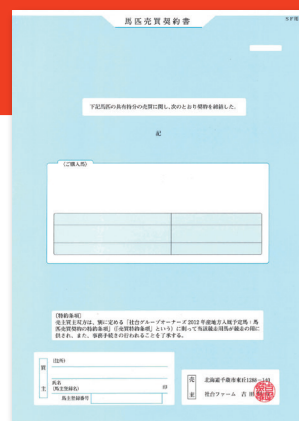 馬匹売買契約書
下記馬匹の共有持分の売買に関し、次のとおり契約を締結した。
記
(ご購入馬)
[特約条項]
売主買主双方は、別に定める「社台グループオーナーズ2012年産地方入厩予定馬：馬
匹売買契約の特約条項」(「売買特約条項」という)に則って当該競走用馬が競走の用に
供され、また、事務手続きの行われることを了承する。
買主
(住所)
氏名
(馬主登録名)
印
馬主登録番号
売主
北海道千歳市東丘1288-143
社台ファーム 吉田